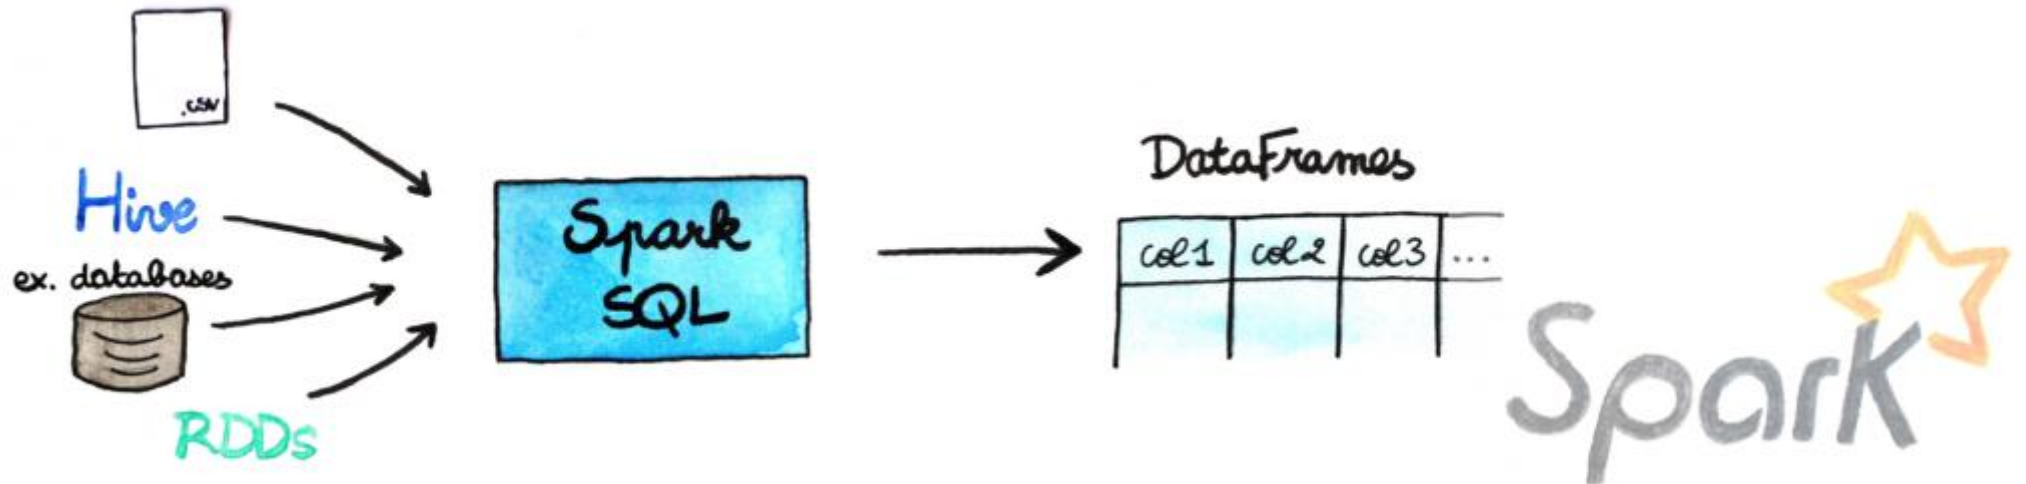 .csv
Hive
ex. databases
RDDs
Spark
SQL
DataFrames
col1 col2 col3 ...
Spark